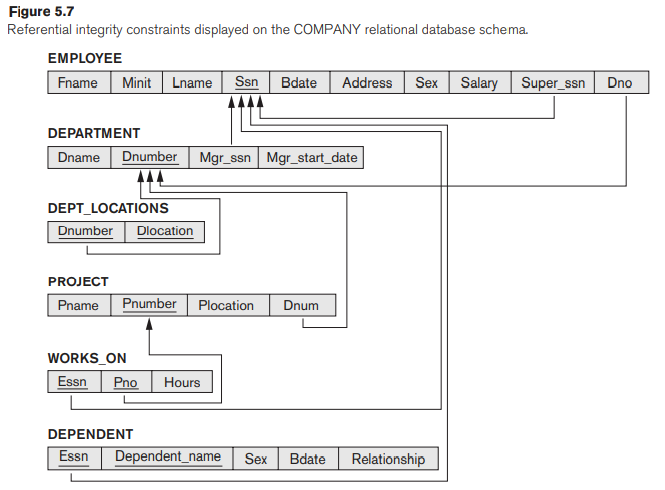 Figure 5.7
Referential integrity constraints displayed on the COMPANY relational database schema.
EMPLOYEE
Fname Minit Lname Ssn Bdate Address Sex Salary Super_ssn Dno
DEPARTMENT
Dname Dnumber Mgr_ssn Mgr_start_date
DEPT_LOCATIONS
Dnumber Dlocation
PROJECT
Pname Pnumber Plocation Dnum
WORKS_ON
Essn Pno Hours
DEPENDENT
Essn Dependent_name Sex Bdate Relationship